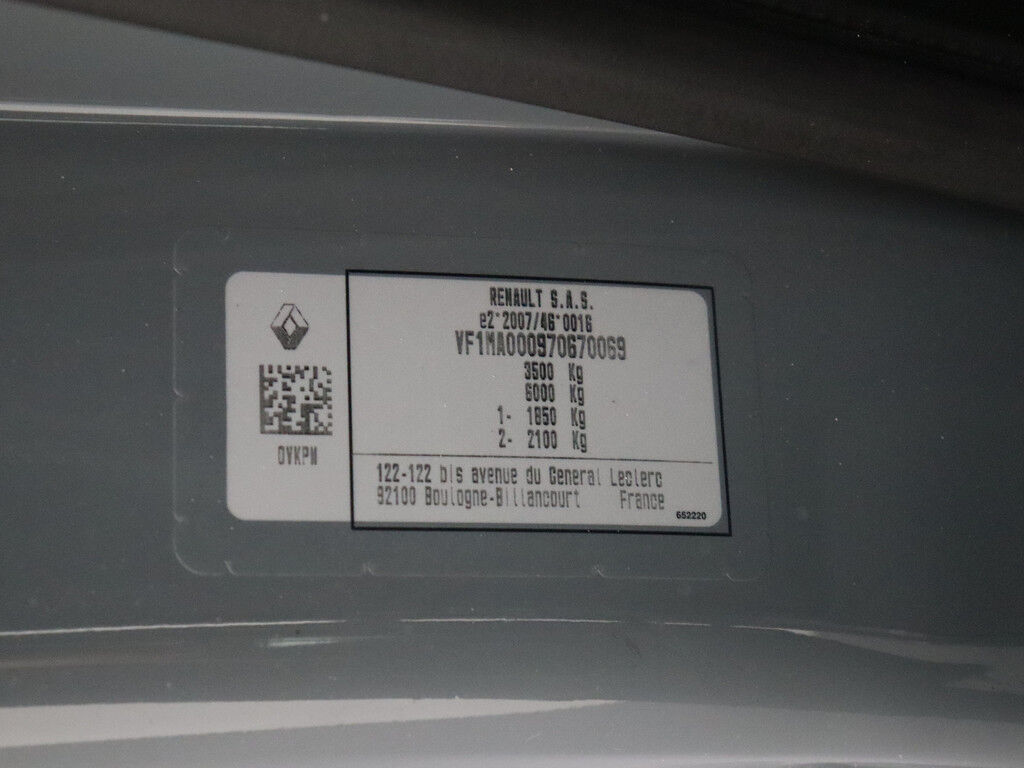 RENAULT S.A.S.
e2*2007/46*0016
VF1MA000970670069
3500 Kg
6000 Kg
1- 1850 Kg
2- 2100 Kg
OVKPN
122-122 bis avenue du General Leclerc
92100 Boulogne-Billancourt France
652220